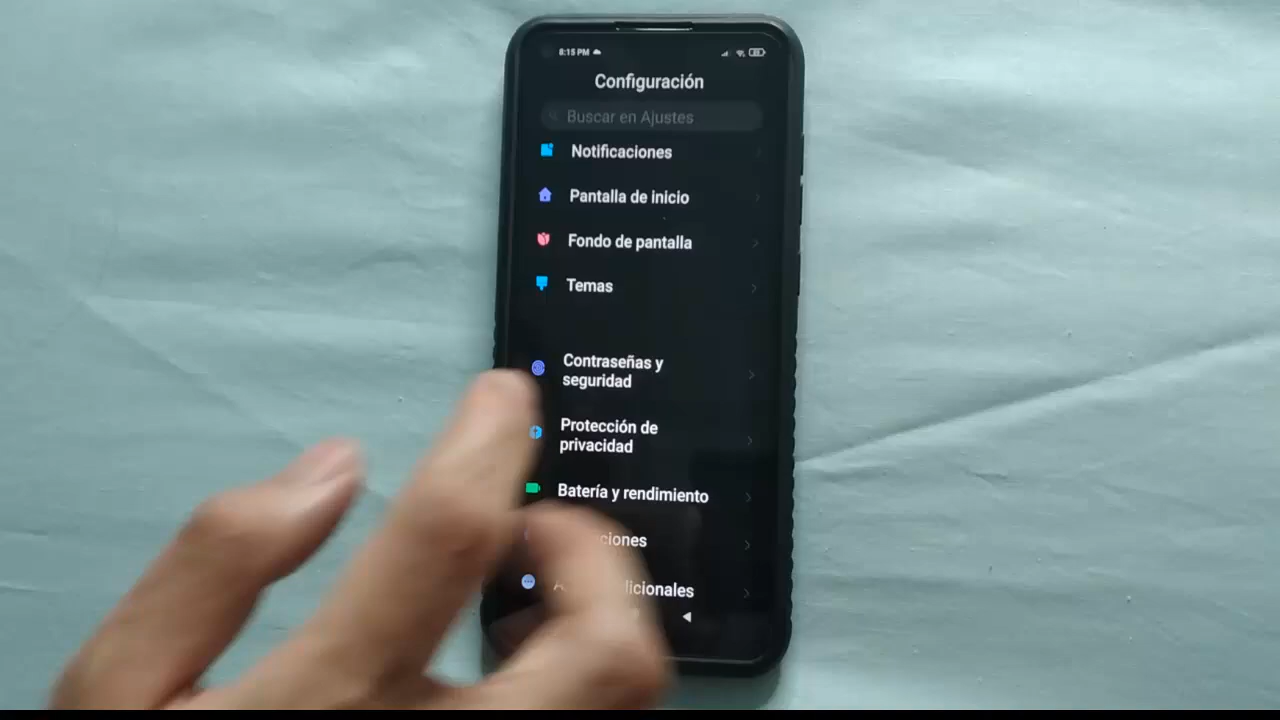 8:15 PM
Configuración
Buscar en Ajustes
Notificaciones
Pantalla de inicio
Fondo de pantalla
Temas
Contraseñas y
seguridad
Protección de
privacidad
Batería y rendimiento